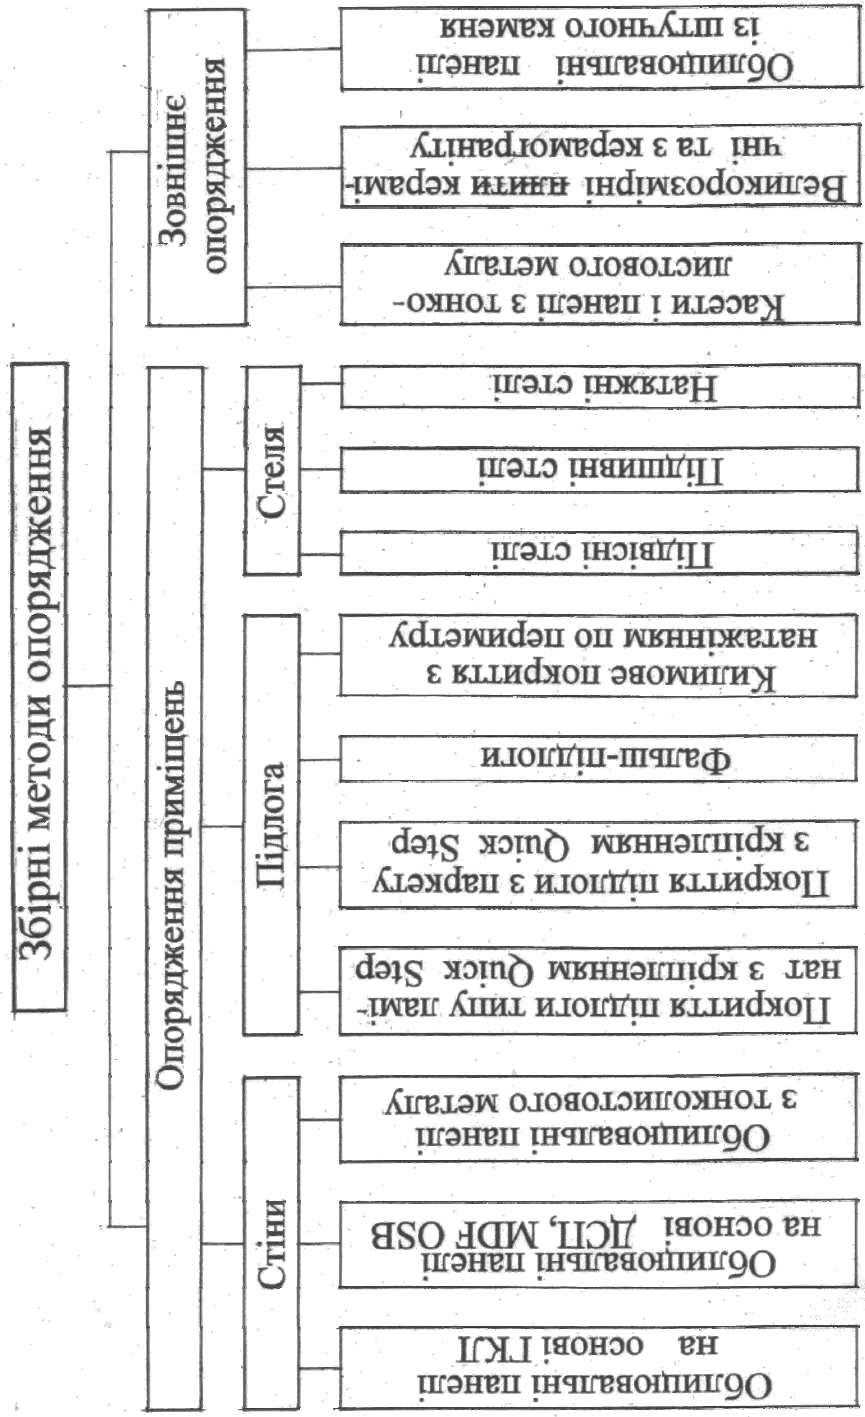 Збірні методи опорядження
Опорядження приміщень
Зовнішнє
опорядження
Стіни
Підлога
Стеля
Облицювальні панелі
на основі ГКЛ
Облицювальні панелі
на основі ДСП, MDF OSB
Облицювальні панелі
з тонколистового металу
Покриття підлоги типу ламі-
нат з кріпленням Quick Step
Покриття підлоги з паркету
з кріпленням Quick Step
Фальш-підлоги
Килимове покриття з
натажінням по периметру
Підвісні стелі
Підшивні стелі
Натяжні стелі
Касети і панелі з тонко-
листового металу
Великорозмірні плити керамі-
чні та з керамограніту
Облицювальні панелі
із штучного каменя